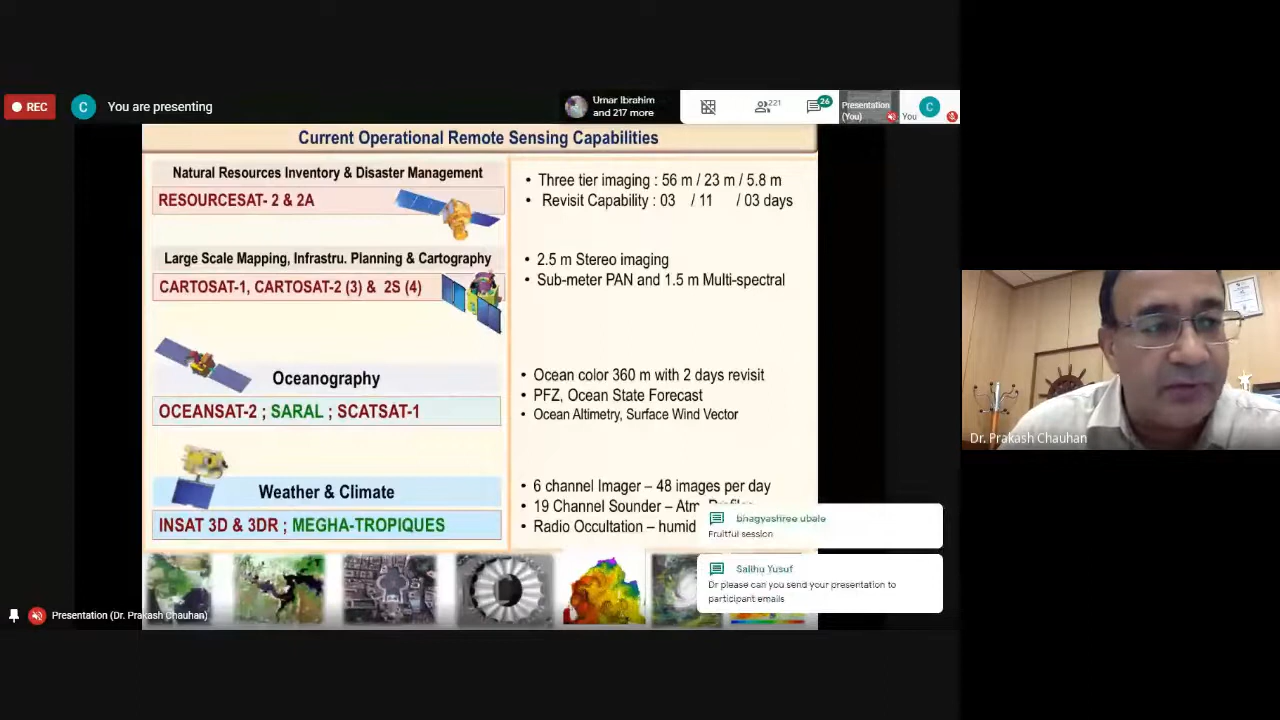 REC
C
You are presenting
Umar Ibrahim
and 217 more
221
26
Presentation
(You)
You
C
Current Operational Remote Sensing Capabilities
Natural Resources Inventory & Disaster Management
RESOURCESAT- 2 & 2A
• Three tier imaging : 56 m / 23 m / 5.8 m
• Revisit Capability : 03 / 11 / 03 days
Large Scale Mapping, Infrastru. Planning & Cartography
CARTOSAT-1, CARTOSAT-2 (3) & 2S (4)
• 2.5 m Stereo imaging
• Sub-meter PAN and 1.5 m Multi-spectral
Oceanography
OCEANSAT-2 ; SARAL ; SCATSAT-1
• Ocean color 360 m with 2 days revisit
• PFZ, Ocean State Forecast
• Ocean Altimetry, Surface Wind Vector
Weather & Climate
INSAT 3D & 3DR ; MEGHA-TROPIQUES
• 6 channel Imager – 48 images per day
• 19 Channel Sounder – Atm. Profiles
• Radio Occultation – humid
bhagyashree ubale
Fruitful session
Salihu Yusuf
Dr please can you send your presentation to
participant emails
Presentation (Dr. Prakash Chauhan)
Dr. Prakash Chauhan